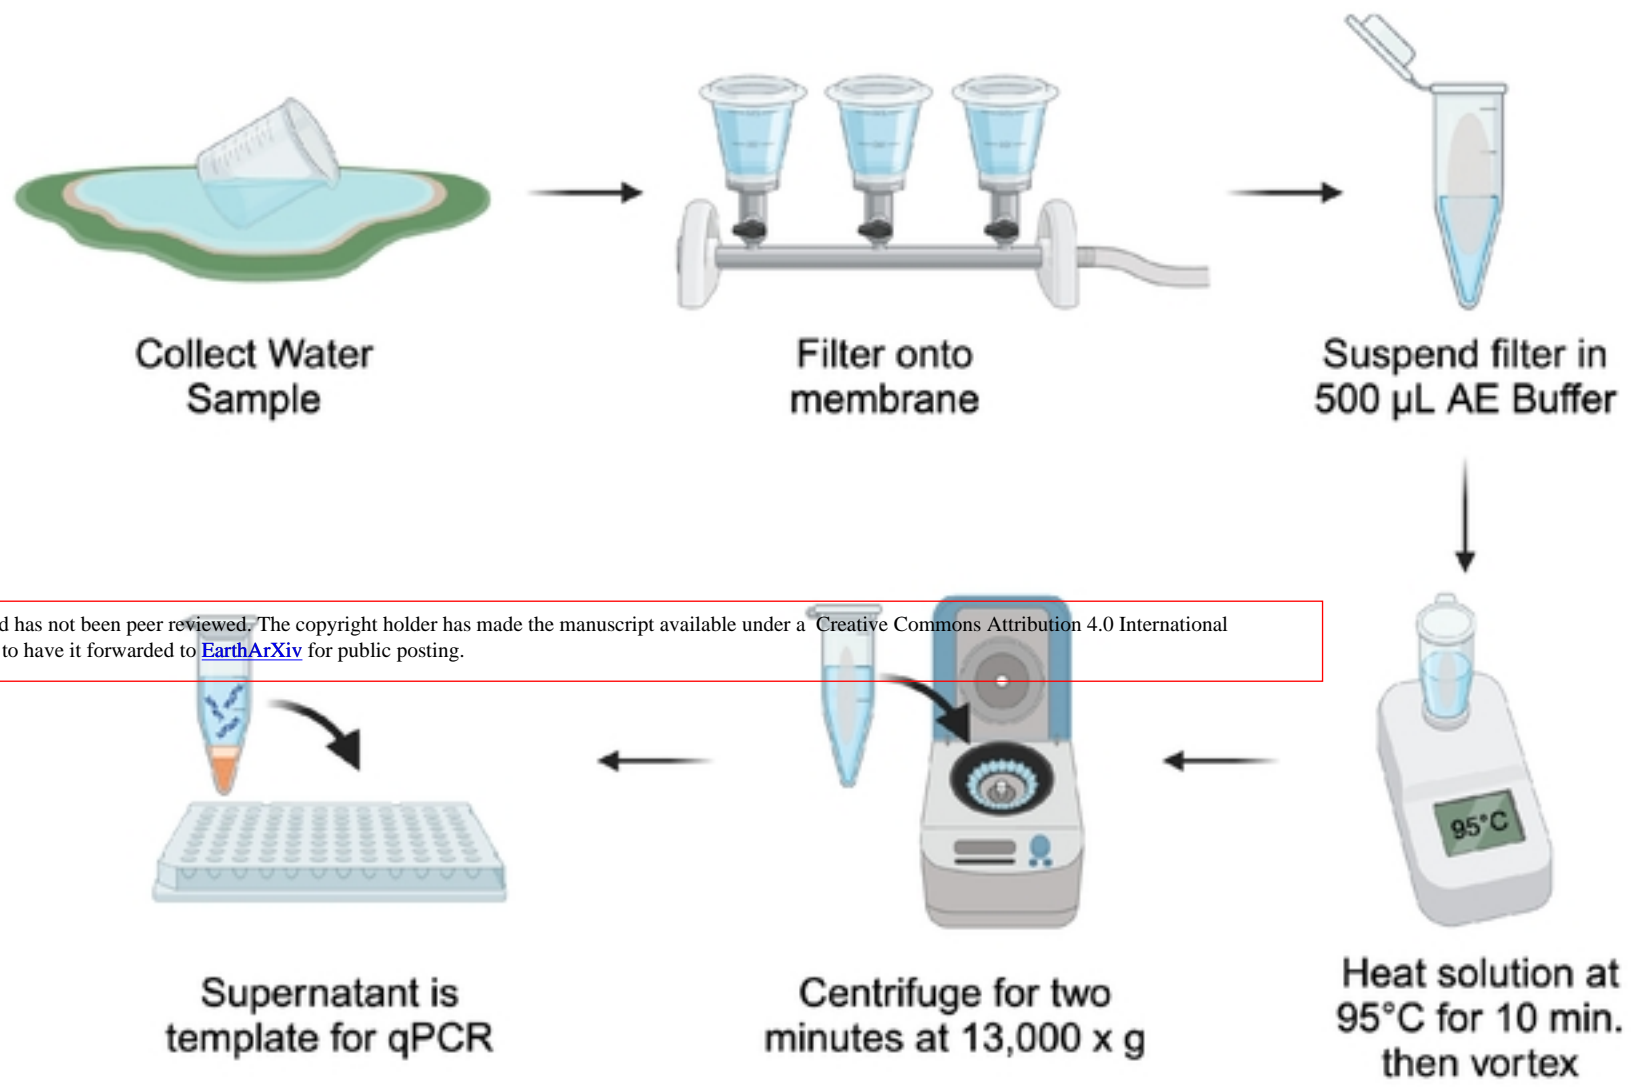 Collect Water
Sample
Filter onto
membrane
Suspend filter in
500 µL AE Buffer
d has not been peer reviewed. The copyright holder has made the manuscript available under a Creative Commons Attribution 4.0 International
to have it forwarded to EarthArXiv for public posting.
95°C
Supernatant is
template for qPCR
Centrifuge for two
minutes at 13,000 x g
Heat solution at
95°C for 10 min.
then vortex